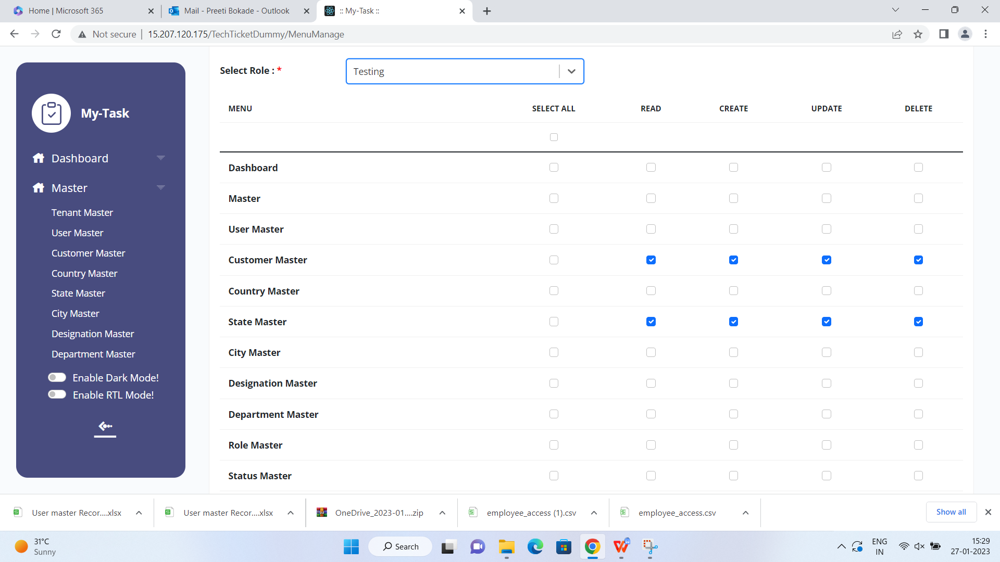 Home | Microsoft 365
Mail - Preeti Bokade - Outlook
:: My-Task ::
Not secure
15.207.120.175/TechTicketDummy/MenuManage
My-Task
Dashboard
Master
Tenant Master
User Master
Customer Master
Country Master
State Master
City Master
Designation Master
Department Master
Enable Dark Mode!
Enable RTL Mode!
Select Role : *
Testing
MENU SELECT ALL READ CREATE UPDATE DELETE
Dashboard
Master
User Master
Customer Master
Country Master
State Master
City Master
Designation Master
Department Master
Role Master
Status Master
User master Recor....xlsx
User master Recor....xlsx
OneDrive_2023-01....zip
employee_access (1).csv
employee_access.csv
Show all
31°C
Sunny
Search
ENG
IN
15:29
27-01-2023